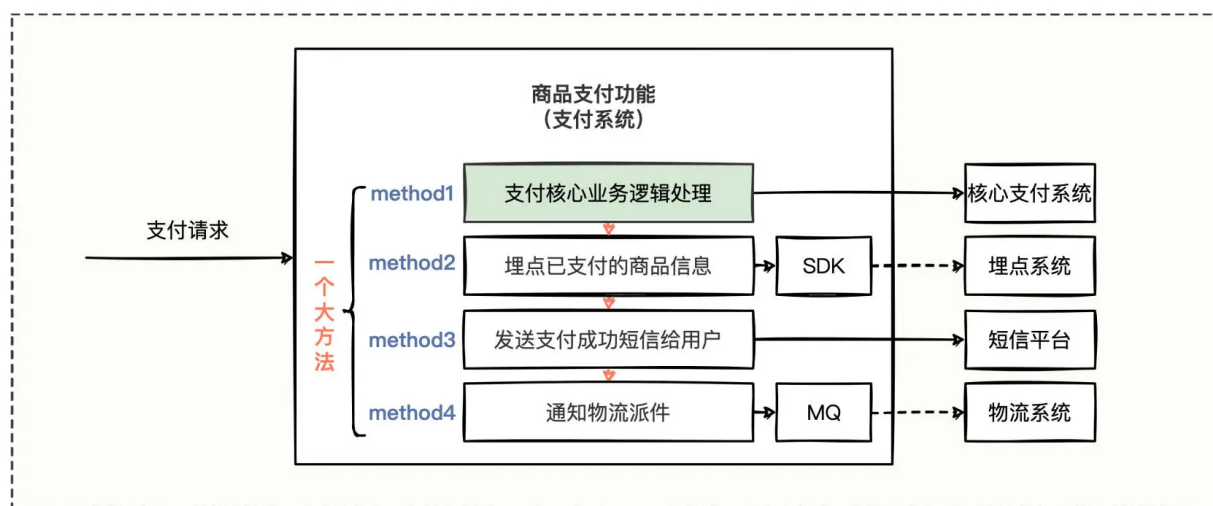 商品支付功能
（支付系统）
支付请求
一个大方法
method1
支付核心业务逻辑处理
核心支付系统
method2
埋点已支付的商品信息
SDK
埋点系统
method3
发送支付成功短信给用户
短信平台
method4
通知物流派件
MQ
物流系统